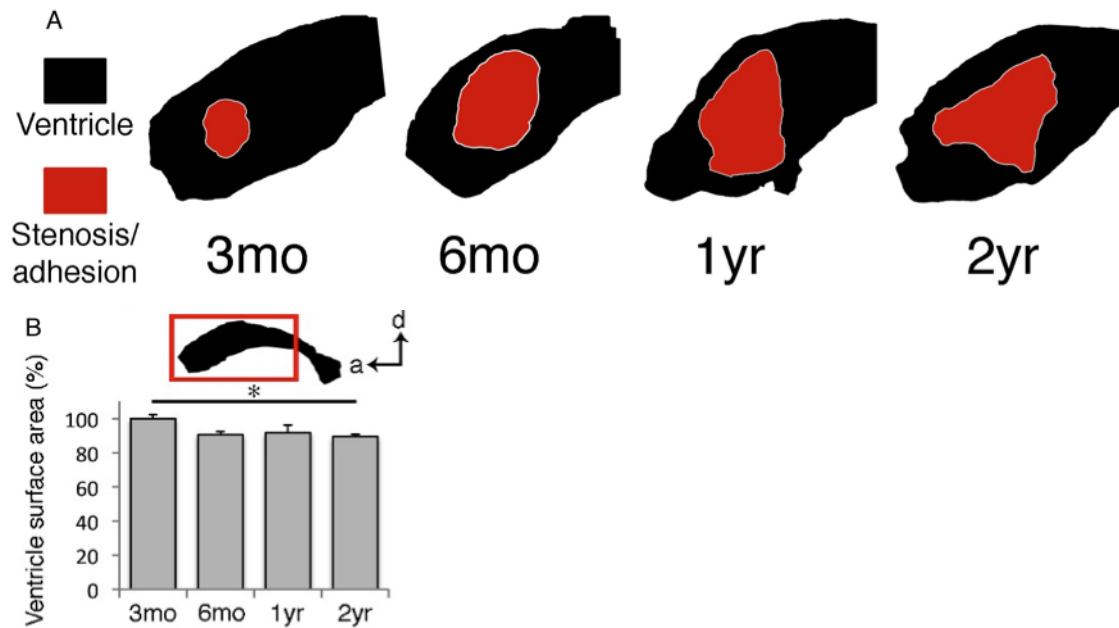 A
Ventricle
Stenosis/
adhesion
3mo
6mo
1yr
2yr
B
d
a
*
Ventricle surface area (%)
100
80
60
40
20
0
3mo
6mo
1yr
2yr